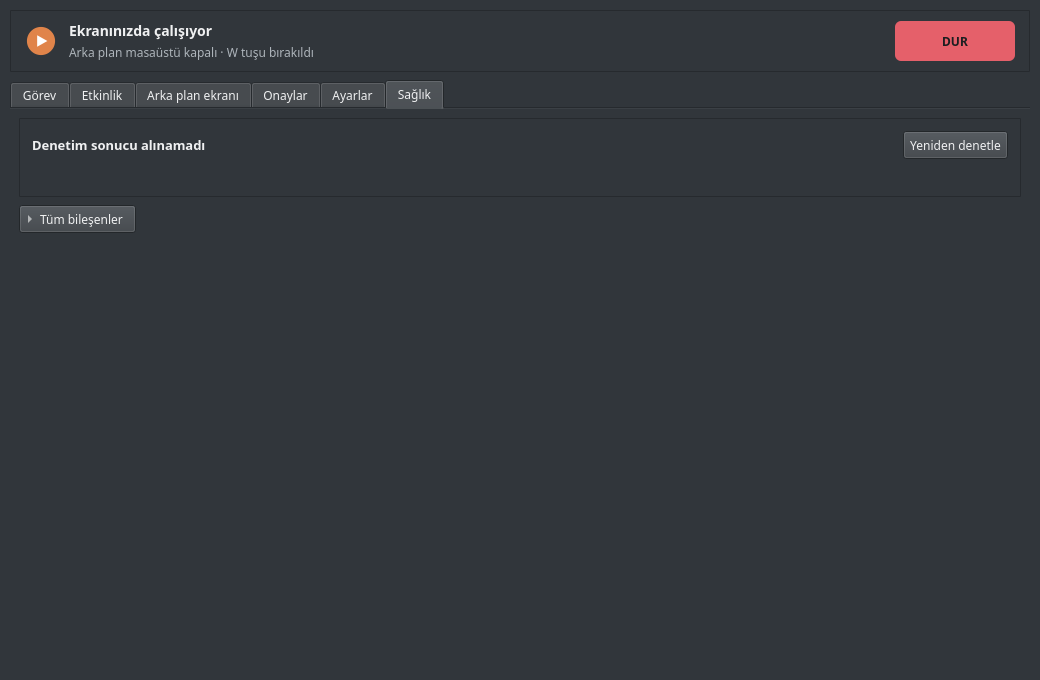 Ekranınızda çalışıyor
Arka plan masaüstü kapalı · W tuşu bırakıldı
DUR
Görev
Etkinlik
Arka plan ekranı
Onaylar
Ayarlar
Sağlık
Denetim sonucu alınamadı
Yeniden denetle
Tüm bileşenler